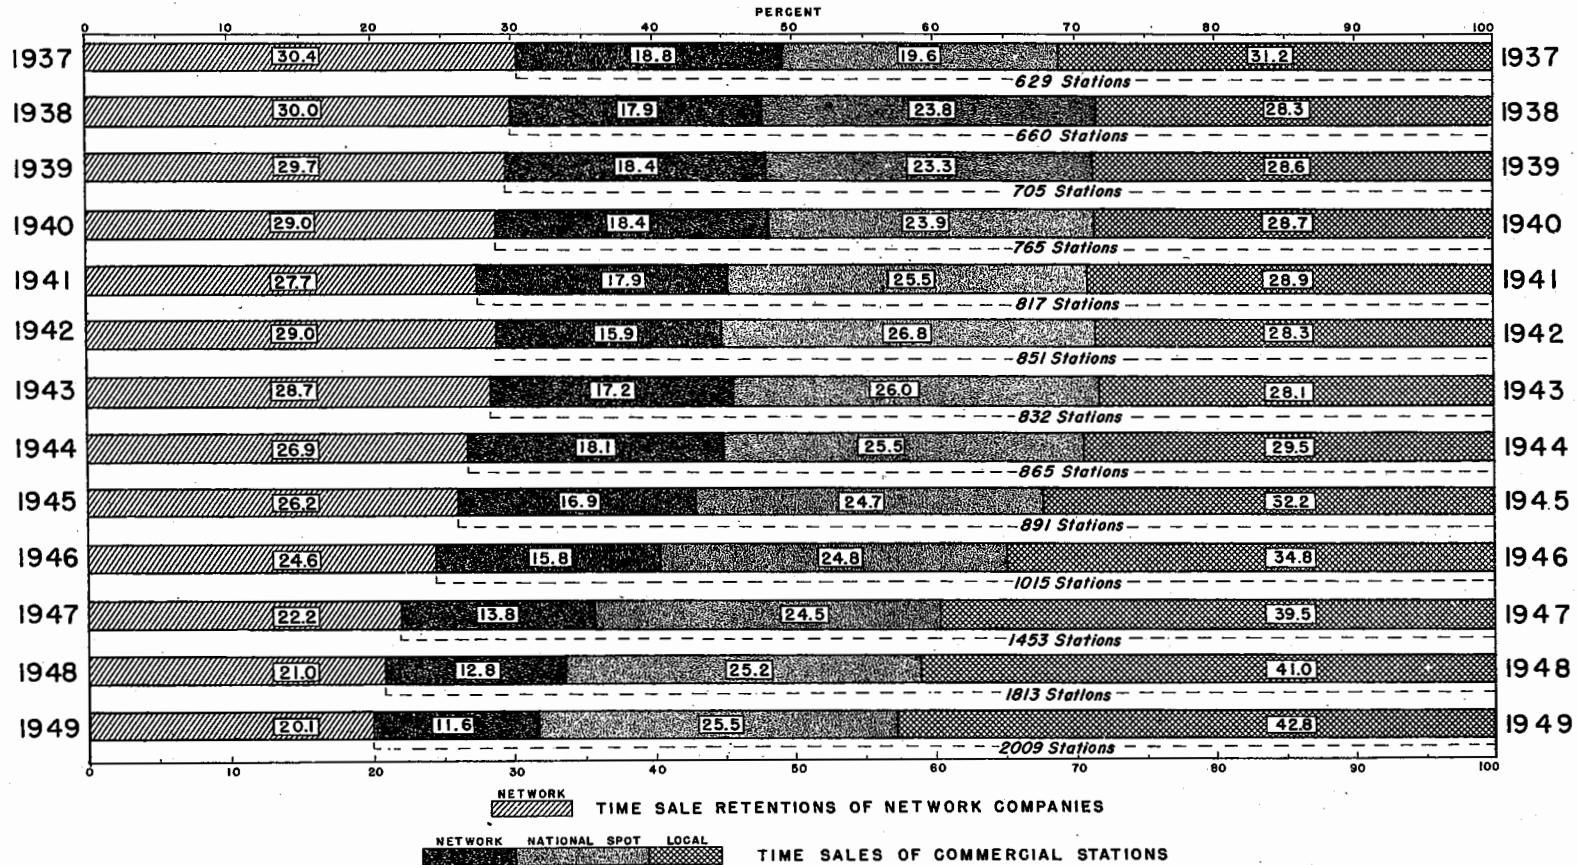 PERCENT
0 10 20 30 40 50 60 70 80 90 100
1937 30.4 18.8 19.6 31.2 1937
629 Stations
1938 30.0 17.9 23.8 28.3 1938
660 Stations
1939 29.7 18.4 23.3 28.6 1939
705 Stations
1940 29.0 18.4 23.9 28.7 1940
765 Stations
1941 27.7 17.9 25.5 28.9 1941
817 Stations
1942 29.0 15.9 26.8 28.3 1942
851 Stations
1943 28.7 17.2 26.0 28.1 1943
832 Stations
1944 26.9 18.1 25.5 29.5 1944
865 Stations
1945 26.2 16.9 24.7 32.2 1945
891 Stations
1946 24.6 15.8 24.8 34.8 1946
1015 Stations
1947 22.2 13.8 24.5 39.5 1947
1453 Stations
1948 21.0 12.8 25.2 41.0 1948
1813 Stations
1949 20.1 11.6 25.5 42.8 1949
2009 Stations
0 10 20 30 40 50 60 70 80 90 100
NETWORK
TIME SALE RETENTIONS OF NETWORK COMPANIES
NETWORK NATIONAL SPOT LOCAL
TIME SALES OF COMMERCIAL STATIONS